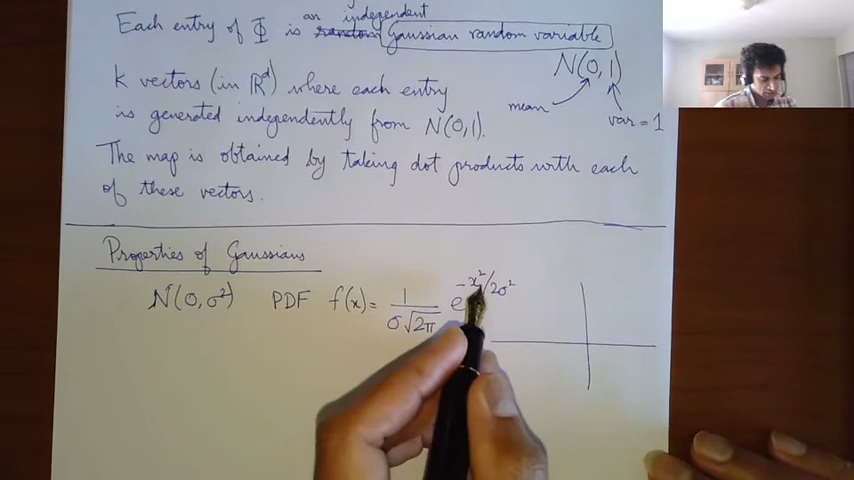 Each entry of Φ is an independent ~~random~~ Gaussian random variable
N(0,1)
mean
var = 1
k vectors (in ℝ^d) where each entry
is generated independently from N(0,1).
The map is obtained by taking dot products with each
of these vectors.
Properties of Gaussians
N(0, σ²) PDF f(x) = 1/(σ√2π) e^(-x²/2σ²)